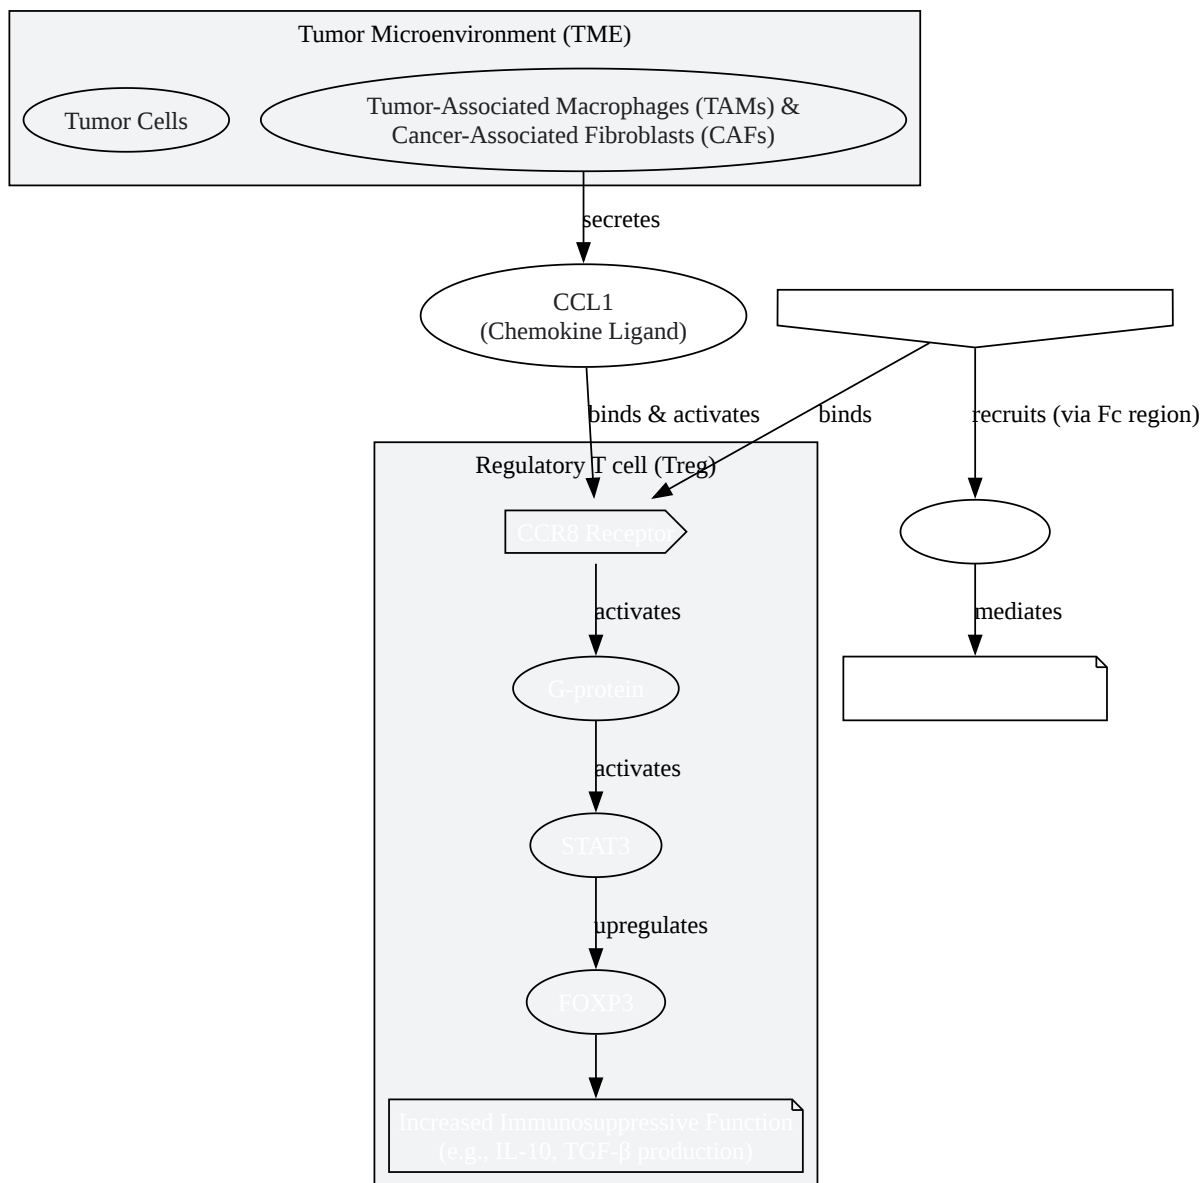 Tumor Microenvironment (TME)
Tumor Cells
Tumor-Associated Macrophages (TAMs) &
Cancer-Associated Fibroblasts (CAFs)
secretes
CCL1
(Chemokine Ligand)
binds & activates
binds
recruits (via Fc region)
Regulatory T cell (Treg)
CCR8 Receptor
activates
mediates
G-protein
activates
STAT3
upregulates
FOXP3
Increased Immunosuppressive Function
(e.g., IL-10, TGF-β production)